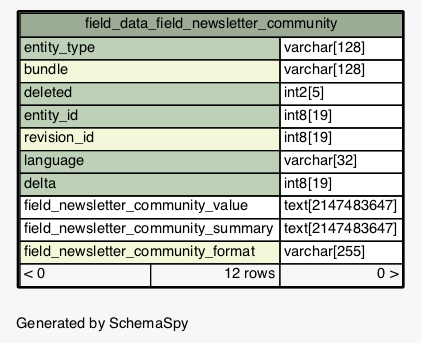 field_data_field_newsletter_community
entity_type varchar[128]
bundle varchar[128]
deleted int2[5]
entity_id int8[19]
revision_id int8[19]
language varchar[32]
delta int8[19]
field_newsletter_community_value text[2147483647]
field_newsletter_community_summary text[2147483647]
field_newsletter_community_format varchar[255]
< 0 12 rows 0 >
Generated by SchemaSpy